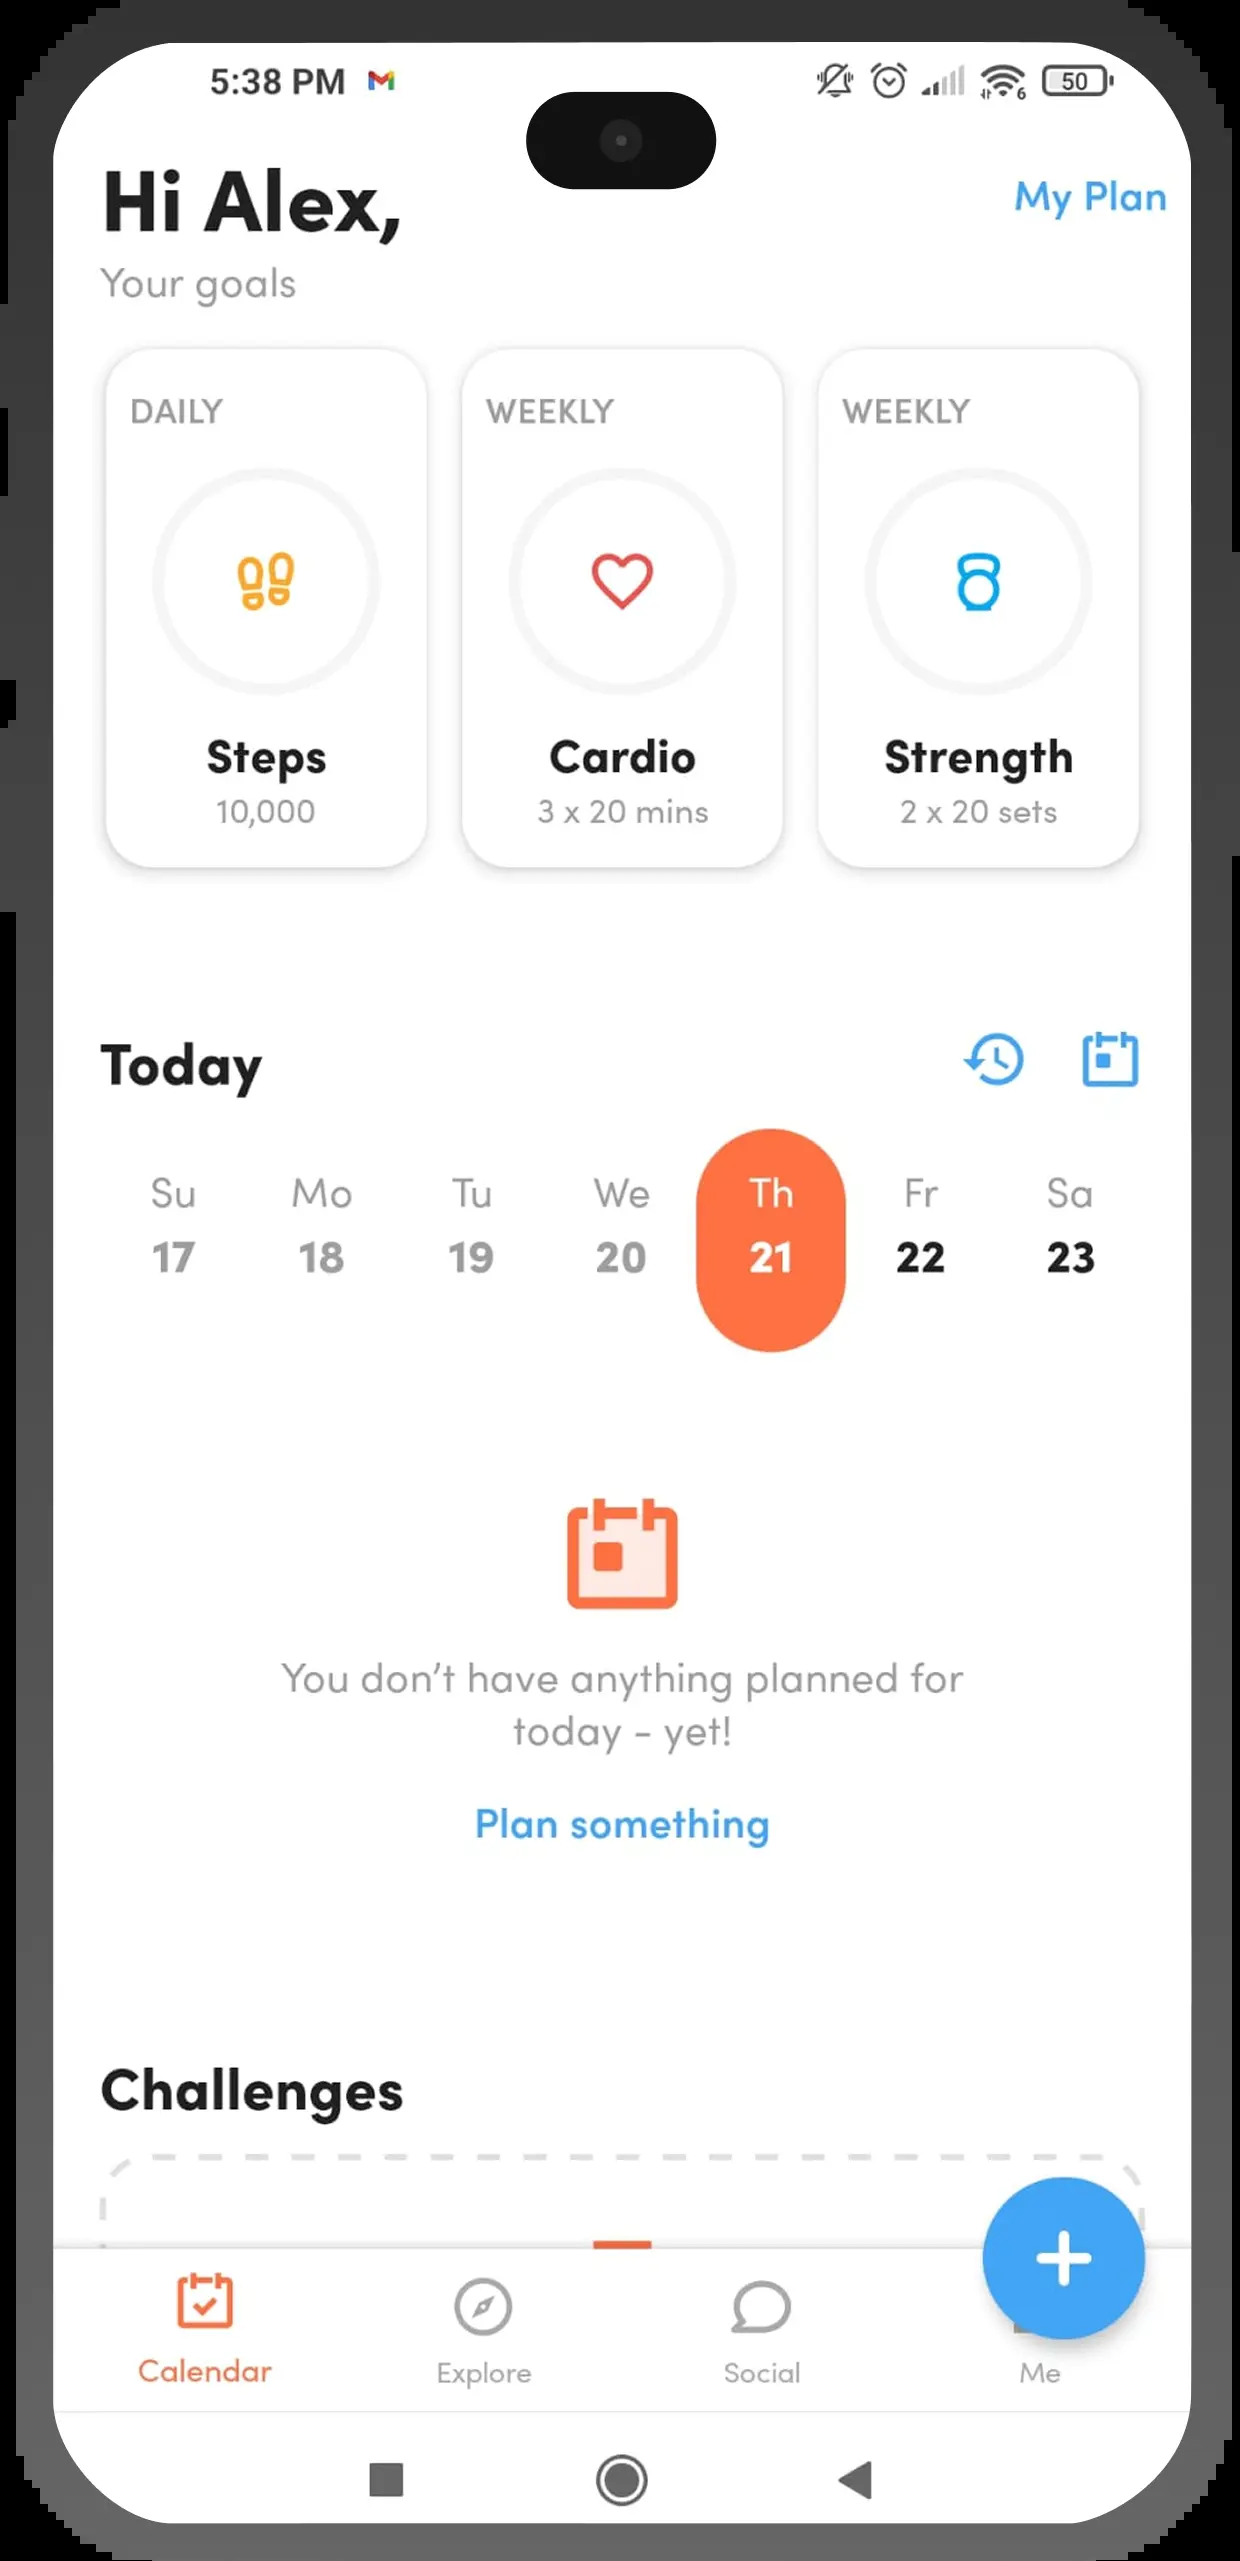 5:38 PM
50
6
Hi Alex,
My Plan
Your goals
DAILY
WEEKLY
WEEKLY
Steps
Cardio
Strength
10,000
3 x 20 mins
2 x 20 sets
Today
Su Mo Tu We Th Fr Sa
17 18 19 20 21 22 23
You don’t have anything planned for
today - yet!
Plan something
Challenges
Calendar
Explore
Social
Me